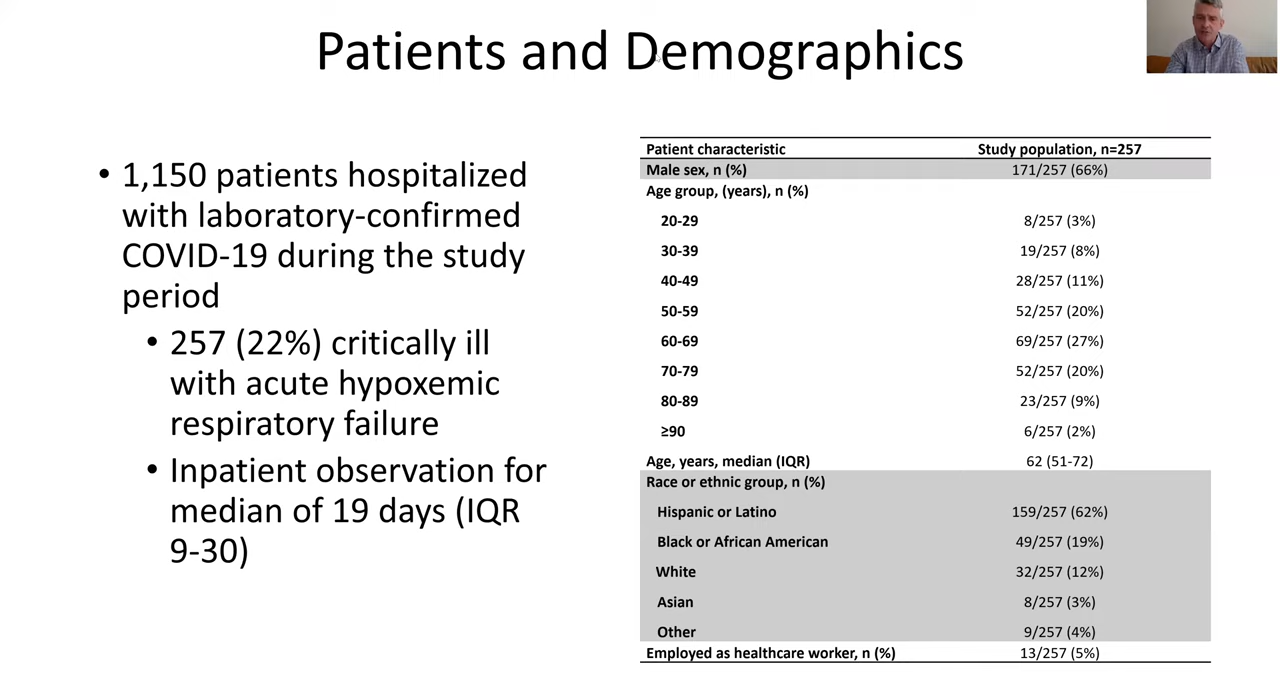 Patients and Demographics
• 1,150 patients hospitalized
with laboratory-confirmed
COVID-19 during the study
period
• 257 (22%) critically ill
with acute hypoxemic
respiratory failure
• Inpatient observation for
median of 19 days (IQR
9-30)
Patient characteristic Study population, n=257
Male sex, n (%) 171/257 (66%)
Age group, (years), n (%)
20-29 8/257 (3%)
30-39 19/257 (8%)
40-49 28/257 (11%)
50-59 52/257 (20%)
60-69 69/257 (27%)
70-79 52/257 (20%)
80-89 23/257 (9%)
≥90 6/257 (2%)
Age, years, median (IQR) 62 (51-72)
Race or ethnic group, n (%)
Hispanic or Latino 159/257 (62%)
Black or African American 49/257 (19%)
White 32/257 (12%)
Asian 8/257 (3%)
Other 9/257 (4%)
Employed as healthcare worker, n (%) 13/257 (5%)